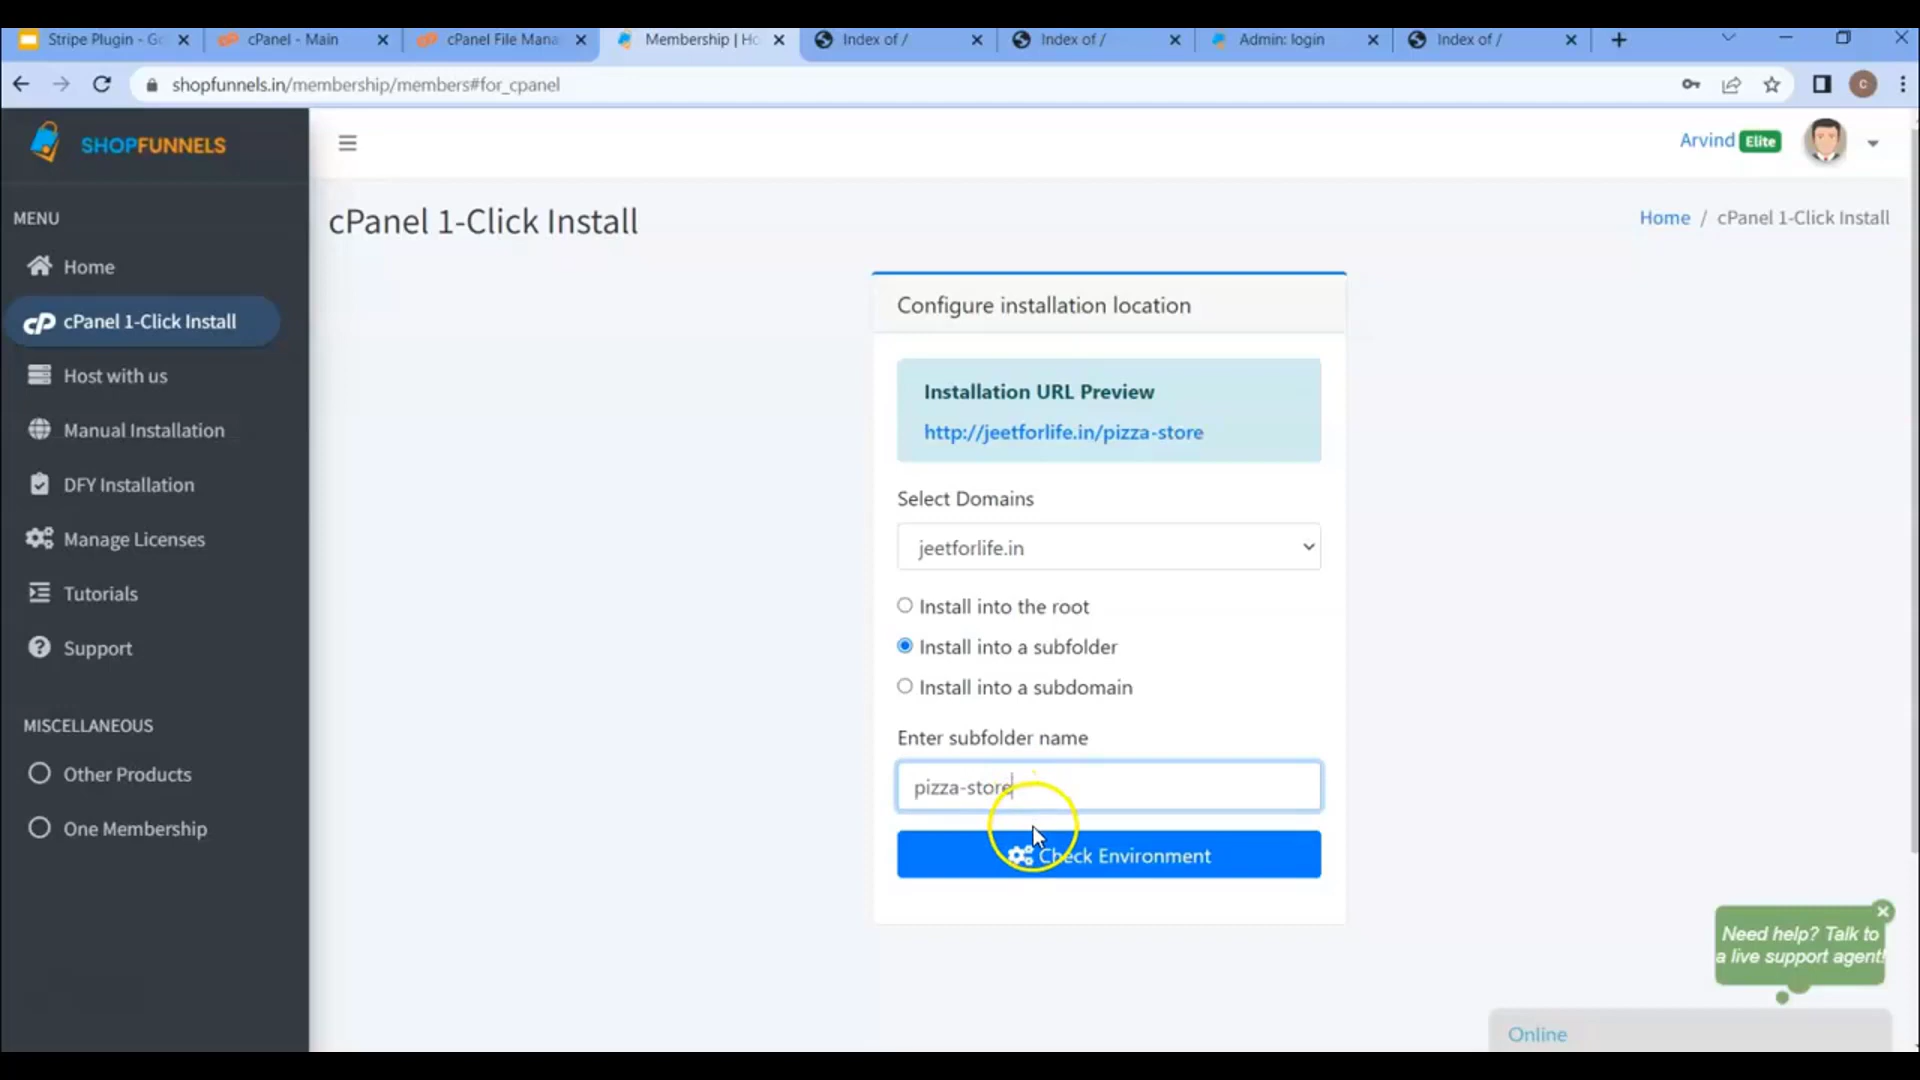 Stripe Plugin - Go
cPanel - Main
cPanel File Mana
Membership | Ho
Index of /
Index of /
Admin: login
Index of /
shopfunnels.in/membership/members#for_cpanel
C
SHOPFUNNELS
Arvind Elite
MENU
Home
cPanel 1-Click Install
Host with us
Manual Installation
DFY Installation
Manage Licenses
Tutorials
Support
MISCELLANEOUS
Other Products
One Membership
cPanel 1-Click Install
Home / cPanel 1-Click Install
Configure installation location
Installation URL Preview
http://jeetforlife.in/pizza-store
Select Domains
jeetforlife.in
Install into the root
Install into a subfolder
Install into a subdomain
Enter subfolder name
pizza-store
Check Environment
Need help? Talk to
a live support agent!
Online